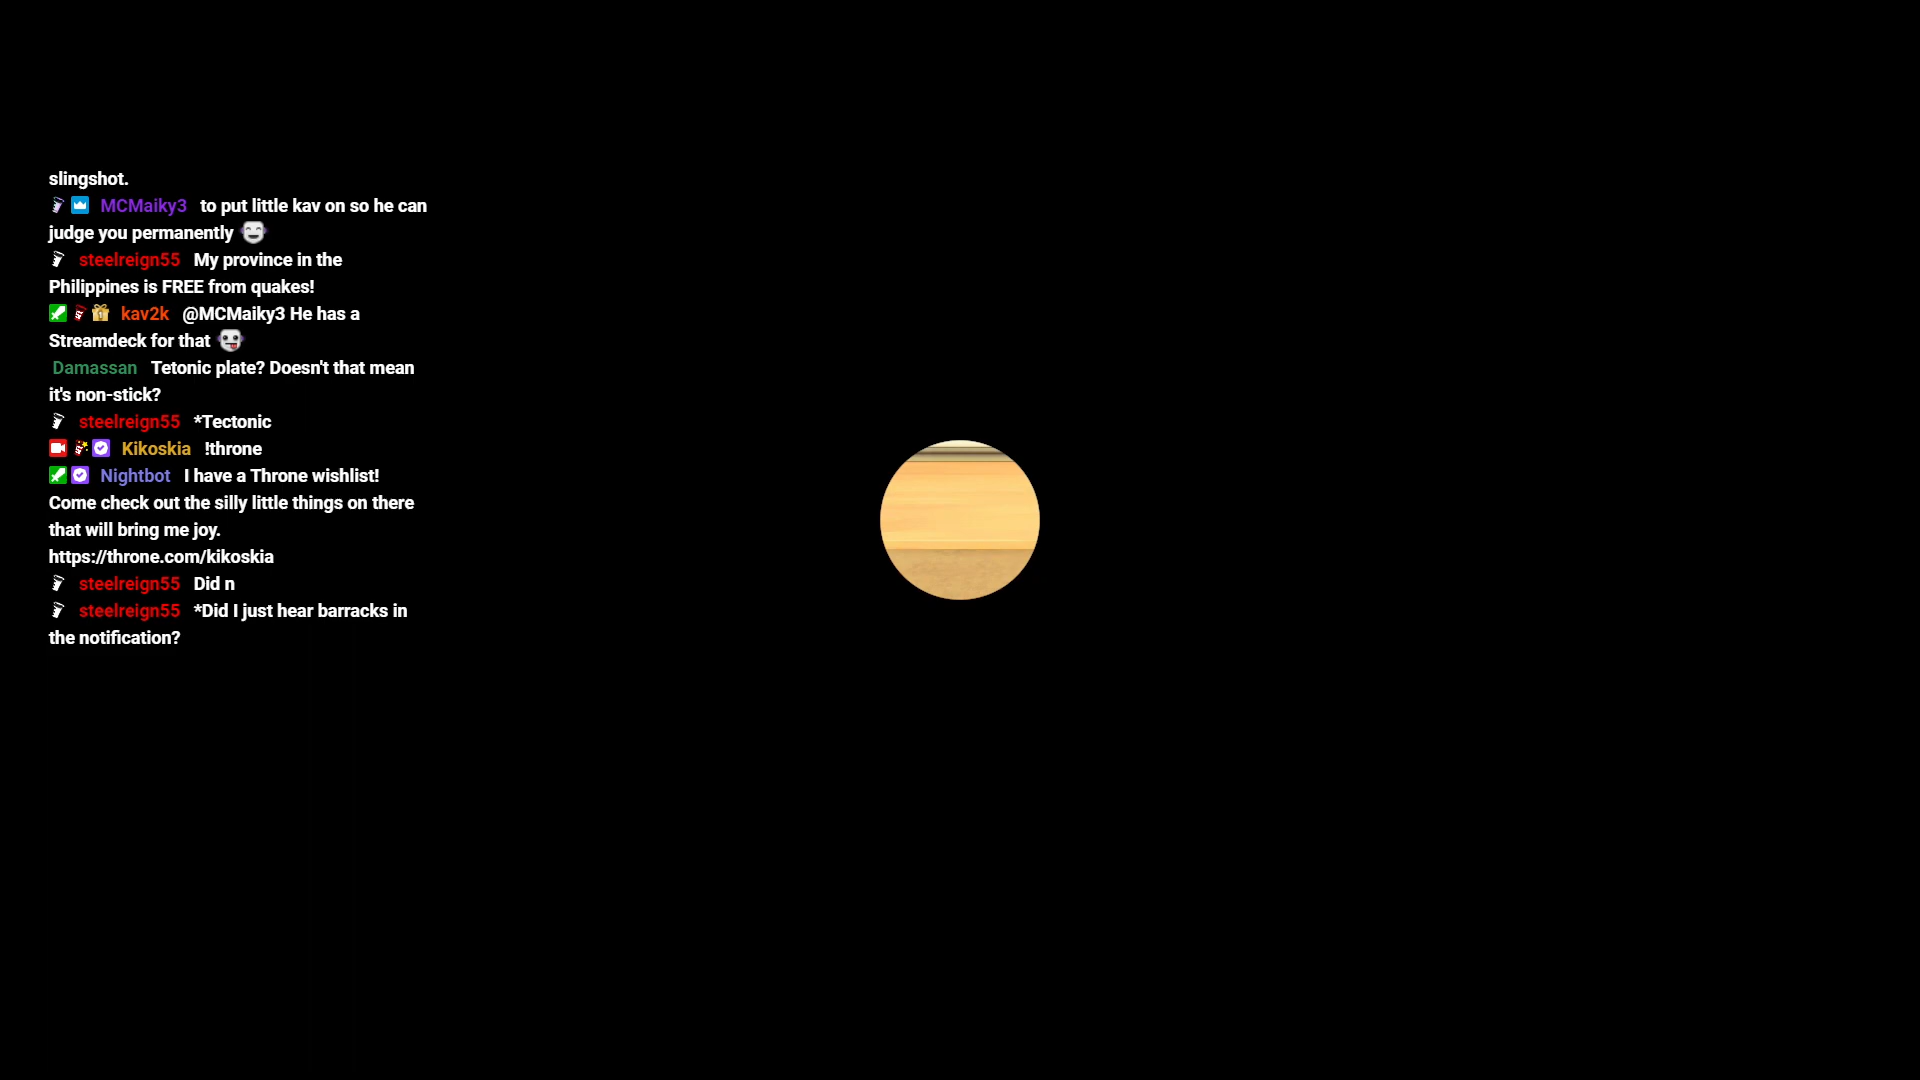 slingshot.
MCMaiky3 to put little kav on so he can
judge you permanently
steelreign55 My province in the
Philippines is FREE from quakes!
kav2k @MCMaiky3 He has a
Streamdeck for that
Damassan Tetonic plate? Doesn't that mean
it's non-stick?
steelreign55 *Tectonic
Kikoskia !throne
Nightbot I have a Throne wishlist!
Come check out the silly little things on there
that will bring me joy.
https://throne.com/kikoskia
steelreign55 Did n
steelreign55 *Did I just hear barracks in
the notification?